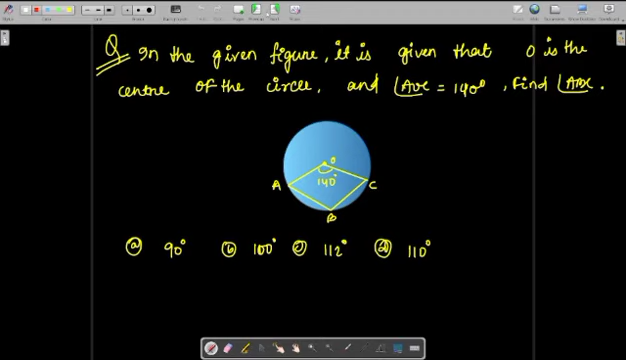 Q In the given figure, it is given that O is the
centre of the circle, and ∠AOC = 140°, find ∠ABC.
O
140°
A
C
B
(a) 90° (b) 100° (c) 112° (d) 110°